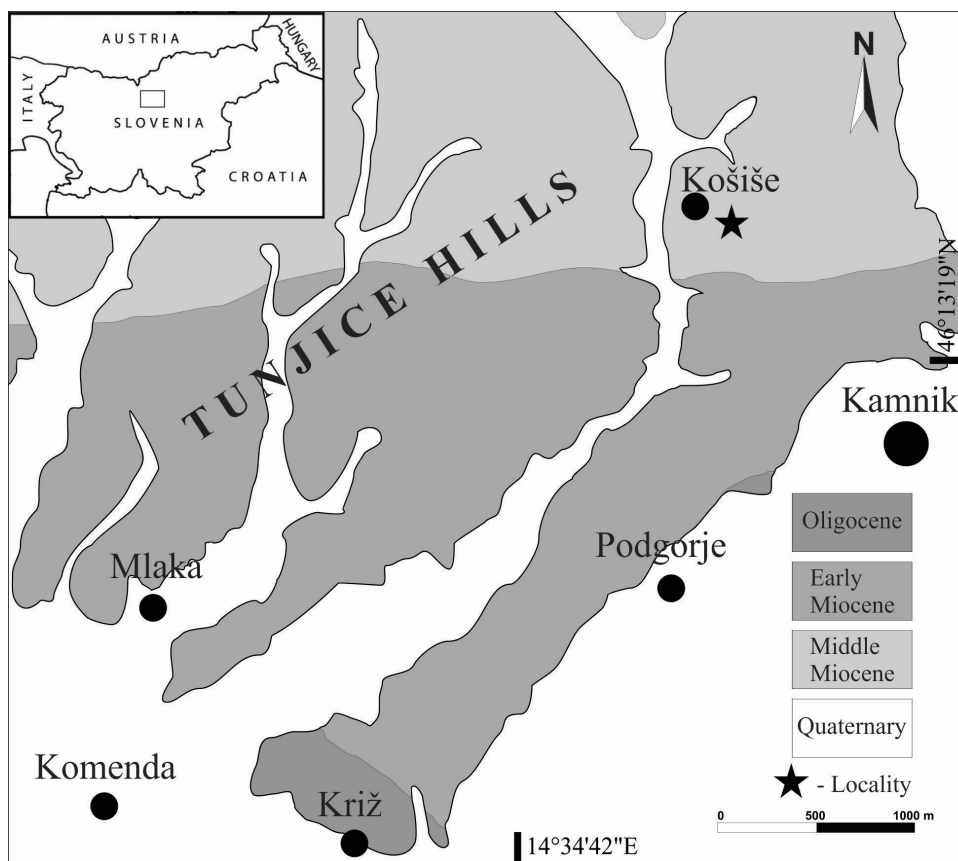 AUSTRIA
HUNGARY
ITALY
SLOVENIA
CROATIA
N
Košiše
TUNJICE HILLS
46°13'19"N
Kamnik
Oligocene
Podgorje
Mlaka
Early
Miocene
Middle
Miocene
Quaternary
Komenda
- Locality
Križ
0 500 1000 m
14°34'42"E